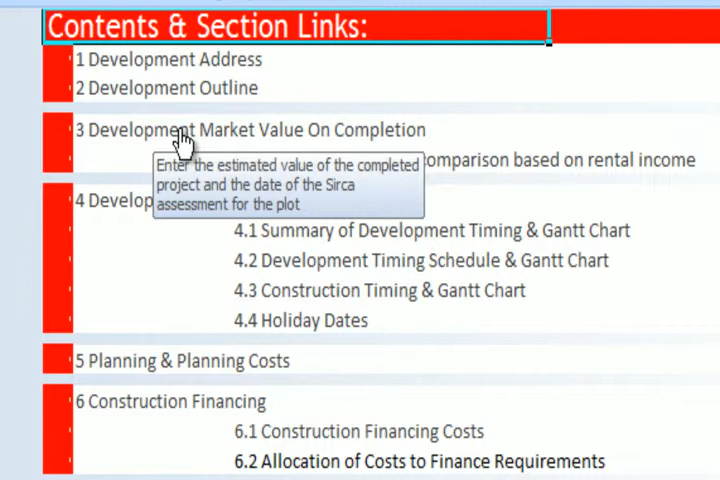 Contents & Section Links:
1 Development Address
2 Development Outline
3 Development Market Value On Completion
comparison based on rental income
Enter the estimated value of the completed
project and the date of the Sirca
assessment for the plot
4 Develop
4.1 Summary of Development Timing & Gantt Chart
4.2 Development Timing Schedule & Gantt Chart
4.3 Construction Timing & Gantt Chart
4.4 Holiday Dates
5 Planning & Planning Costs
6 Construction Financing
6.1 Construction Financing Costs
6.2 Allocation of Costs to Finance Requirements